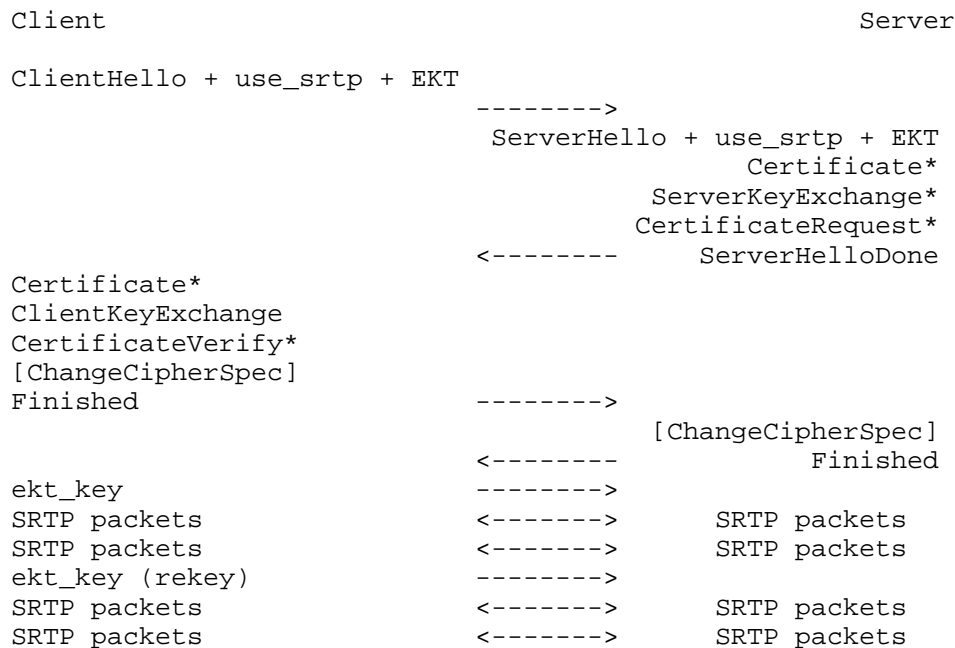 Client                                            Server

ClientHello + use_srtp + EKT
                             -------->
                              ServerHello + use_srtp + EKT
                                              Certificate*
                                        ServerKeyExchange*
                                       CertificateRequest*
                             <--------     ServerHelloDone
Certificate*
ClientKeyExchange
CertificateVerify*
[ChangeCipherSpec]
Finished                     -------->
                                        [ChangeCipherSpec]
                             <--------            Finished
ekt_key                      -------->
SRTP packets                 <------->      SRTP packets
SRTP packets                 <------->      SRTP packets
ekt_key (rekey)              -------->
SRTP packets                 <------->      SRTP packets
SRTP packets                 <------->      SRTP packets